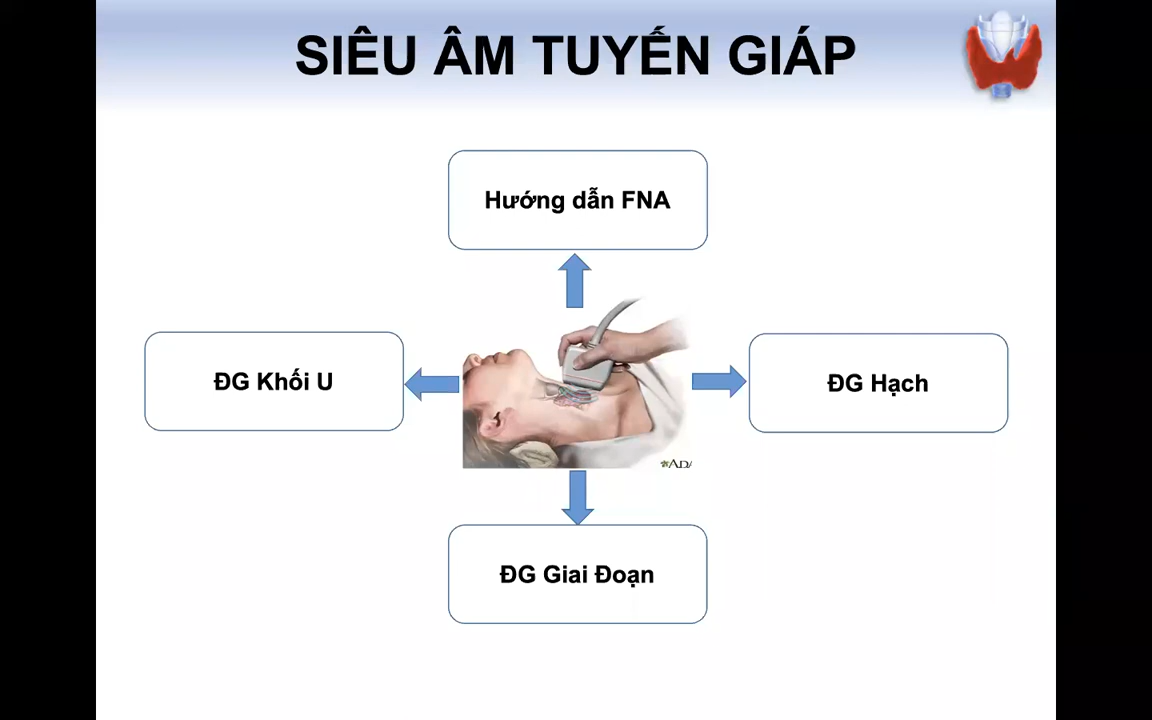 SIÊU ÂM TUYẾN GIÁP
Hướng dẫn FNA
ĐG Khối U
ĐG Hạch
ĐG Giai Đoạn